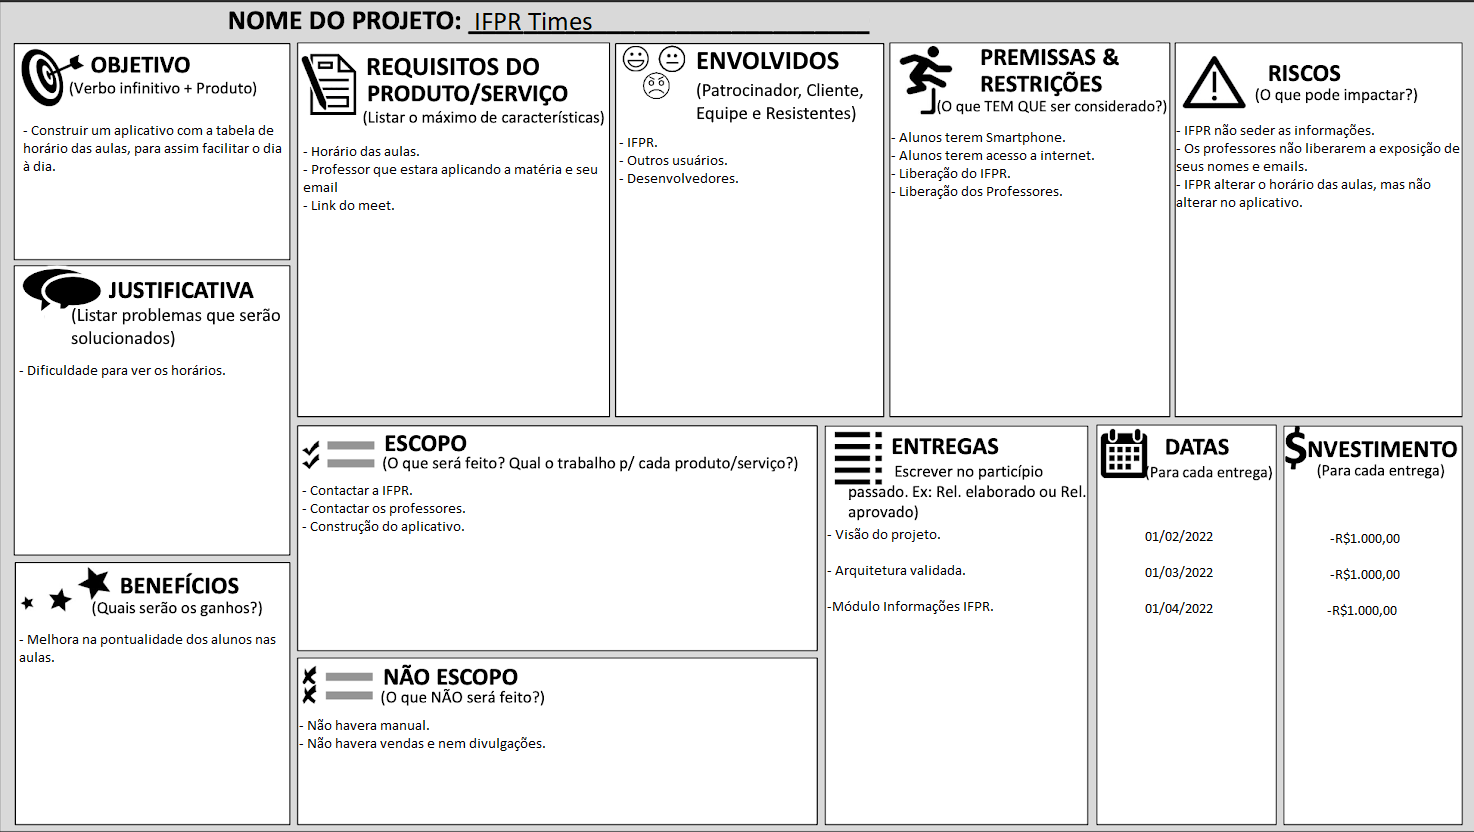 NOME DO PROJETO: IFPR Times
OBJETIVO
(Verbo infinitivo + Produto)
- Construir um aplicativo com a tabela de
horário das aulas, para assim facilitar o dia
à dia.
JUSTIFICATIVA
(Listar problemas que serão
solucionados)
- Dificuldade para ver os horários.
BENEFÍCIOS
(Quais serão os ganhos?)
- Melhora na pontualidade dos alunos nas
aulas.
REQUISITOS DO
PRODUTO/SERVIÇO
(Listar o máximo de características)
- Horário das aulas.
- Professor que estara aplicando a matéria e seu
email
- Link do meet.
ENVOLVIDOS
(Patrocinador, Cliente,
Equipe e Resistentes)
- IFPR.
- Outros usuários.
- Desenvolvedores.
PREMISSAS &
RESTRIÇÕES
(O que TEM QUE ser considerado?)
- Alunos terem Smartphone.
- Alunos terem acesso a internet.
- Liberação do IFPR.
- Liberação dos Professores.
RISCOS
(O que pode impactar?)
- IFPR não seder as informações.
- Os professores não liberarem a exposição de
seus nomes e emails.
- IFPR alterar o horário das aulas, mas não
alterar no aplicativo.
ESCOPO
(O que será feito? Qual o trabalho p/ cada produto/serviço?)
- Contactar a IFPR.
- Contactar os professores.
- Construção do aplicativo.
NÃO ESCOPO
(O que NÃO será feito?)
- Não havera manual.
- Não havera vendas e nem divulgações.
ENTREGAS
Escrever no particípio
passado. Ex: Rel. elaborado ou Rel.
aprovado)
- Visão do projeto.
- Arquitetura validada.
-Módulo Informações IFPR.
DATAS
(Para cada entrega)
01/02/2022
01/03/2022
01/04/2022
$NVESTIMENTO
(Para cada entrega)
-R$1.000,00
-R$1.000,00
-R$1.000,00